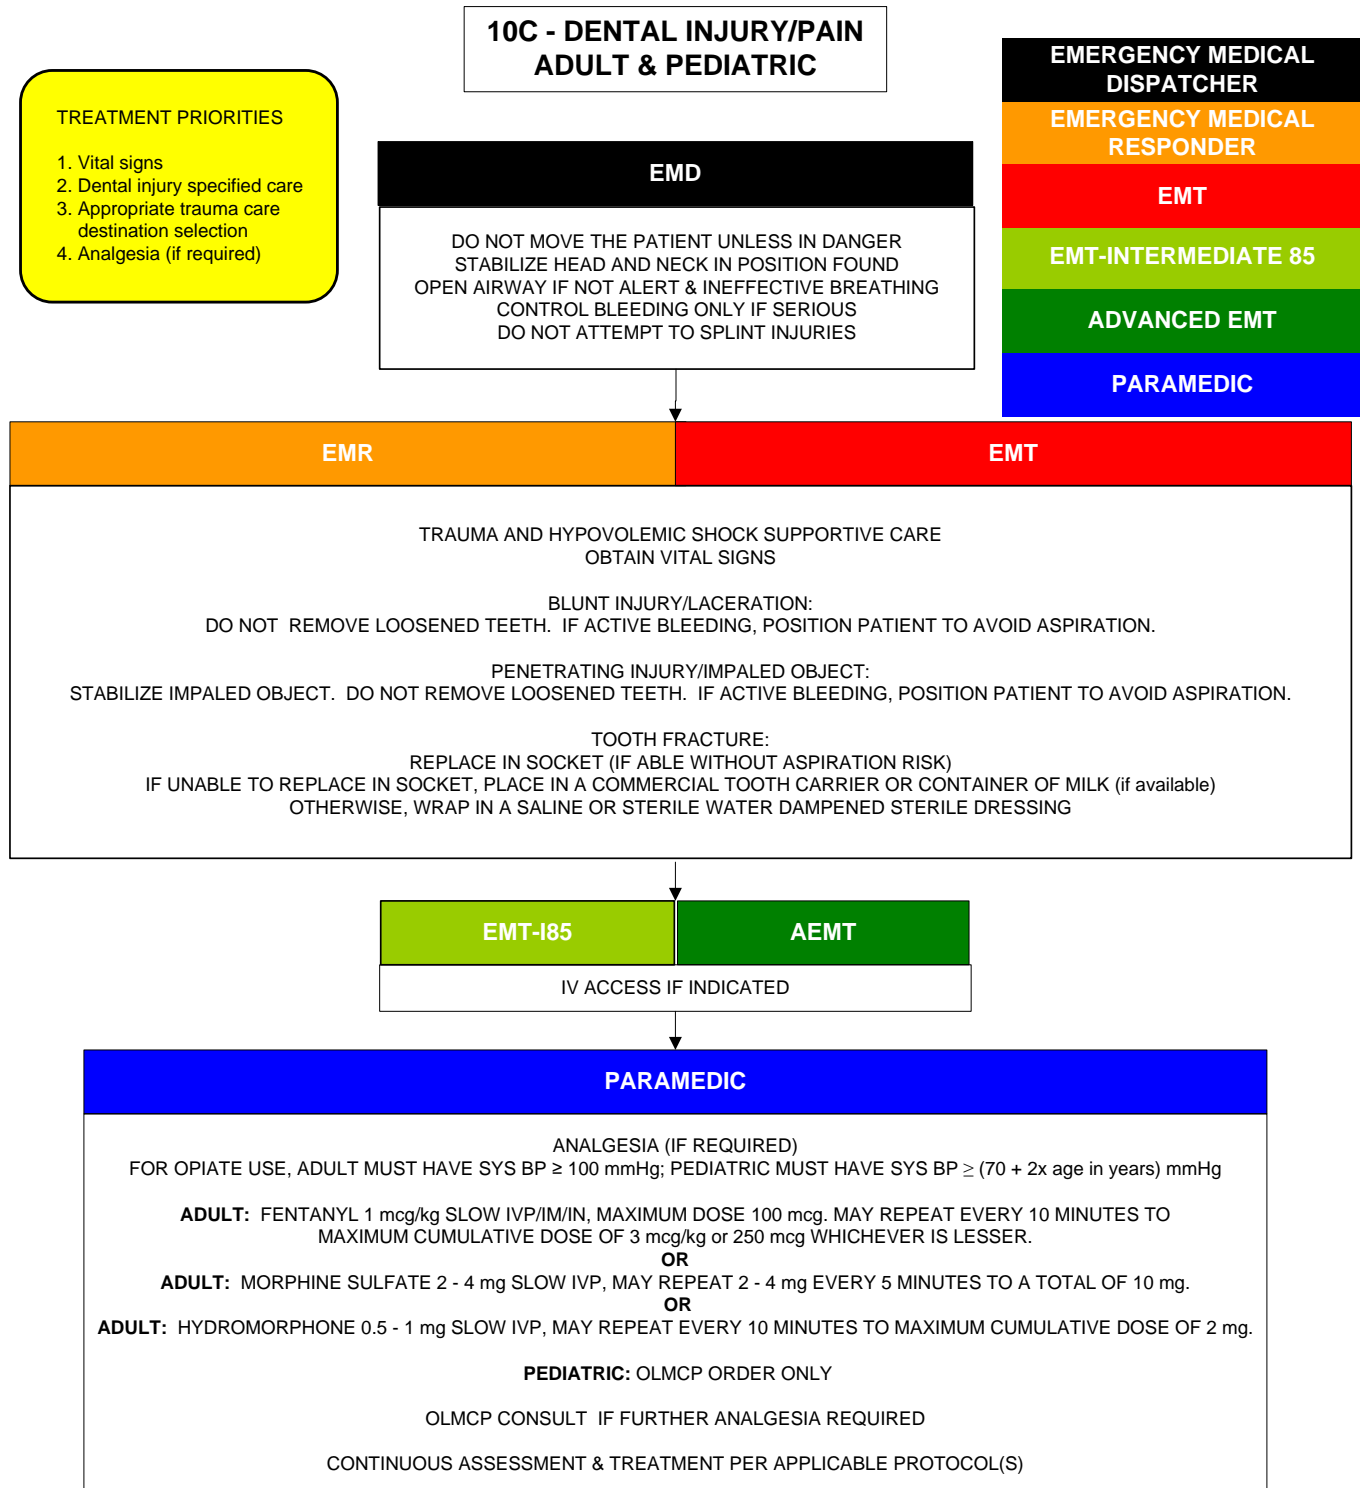 10C - DENTAL INJURY/PAIN
ADULT & PEDIATRIC
TREATMENT PRIORITIES
1. Vital signs
2. Dental injury specified care
3. Appropriate trauma care
destination selection
4. Analgesia (if required)
EMERGENCY MEDICAL
DISPATCHER
EMERGENCY MEDICAL
RESPONDER
EMT
EMT-INTERMEDIATE 85
ADVANCED EMT
PARAMEDIC
EMD
DO NOT MOVE THE PATIENT UNLESS IN DANGER
STABILIZE HEAD AND NECK IN POSITION FOUND
OPEN AIRWAY IF NOT ALERT & INEFFECTIVE BREATHING
CONTROL BLEEDING ONLY IF SERIOUS
DO NOT ATTEMPT TO SPLINT INJURIES
EMR
EMT
TRAUMA AND HYPOVOLEMIC SHOCK SUPPORTIVE CARE
OBTAIN VITAL SIGNS
BLUNT INJURY/LACERATION:
DO NOT  REMOVE LOOSENED TEETH.  IF ACTIVE BLEEDING, POSITION PATIENT TO AVOID ASPIRATION.
PENETRATING INJURY/IMPALED OBJECT:
STABILIZE IMPALED OBJECT.  DO NOT REMOVE LOOSENED TEETH.  IF ACTIVE BLEEDING, POSITION PATIENT TO AVOID ASPIRATION.
TOOTH FRACTURE:
REPLACE IN SOCKET (IF ABLE WITHOUT ASPIRATION RISK)
IF UNABLE TO REPLACE IN SOCKET, PLACE IN A COMMERCIAL TOOTH CARRIER OR CONTAINER OF MILK (if available)
OTHERWISE, WRAP IN A SALINE OR STERILE WATER DAMPENED STERILE DRESSING
EMT-I85
AEMT
IV ACCESS IF INDICATED
PARAMEDIC
ANALGESIA (IF REQUIRED)
FOR OPIATE USE, ADULT MUST HAVE SYS BP ≥ 100 mmHg; PEDIATRIC MUST HAVE SYS BP ≥ (70 + 2x age in years) mmHg
ADULT:  FENTANYL 1 mcg/kg SLOW IVP/IM/IN, MAXIMUM DOSE 100 mcg. MAY REPEAT EVERY 10 MINUTES TO
MAXIMUM CUMULATIVE DOSE OF 3 mcg/kg or 250 mcg WHICHEVER IS LESSER.
OR
ADULT:  MORPHINE SULFATE 2 - 4 mg SLOW IVP, MAY REPEAT 2 - 4 mg EVERY 5 MINUTES TO A TOTAL OF 10 mg.
OR
ADULT:  HYDROMORPHONE 0.5 - 1 mg SLOW IVP, MAY REPEAT EVERY 10 MINUTES TO MAXIMUM CUMULATIVE DOSE OF 2 mg.
PEDIATRIC: OLMCP ORDER ONLY
OLMCP CONSULT  IF FURTHER ANALGESIA REQUIRED
CONTINUOUS ASSESSMENT & TREATMENT PER APPLICABLE PROTOCOL(S)